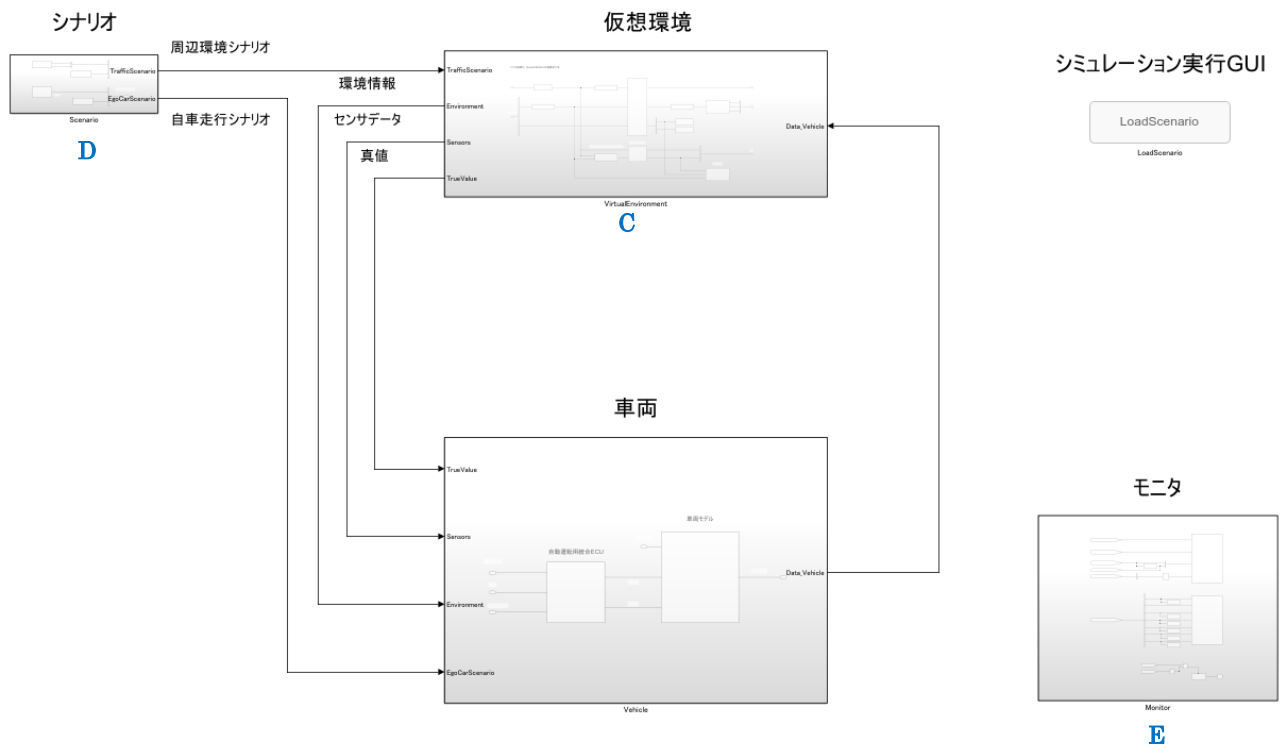 シナリオ
TrafficScenario
EgoCarScenario
Scenario
D
周辺環境シナリオ
自車走行シナリオ
環境情報
センサデータ
真値
仮想環境
TrafficScenario
Environment
Sensors
TrueValue
Data_Vehicle
VirtualEnvironment
C
シミュレーション実行GUI
LoadScenario
LoadScenario
車両
TrueValue
Sensors
Environment
EgoCarScenario
自動運転用統合ECU
車両モデル
Data_Vehicle
Vehicle
モニタ
Monitor
E